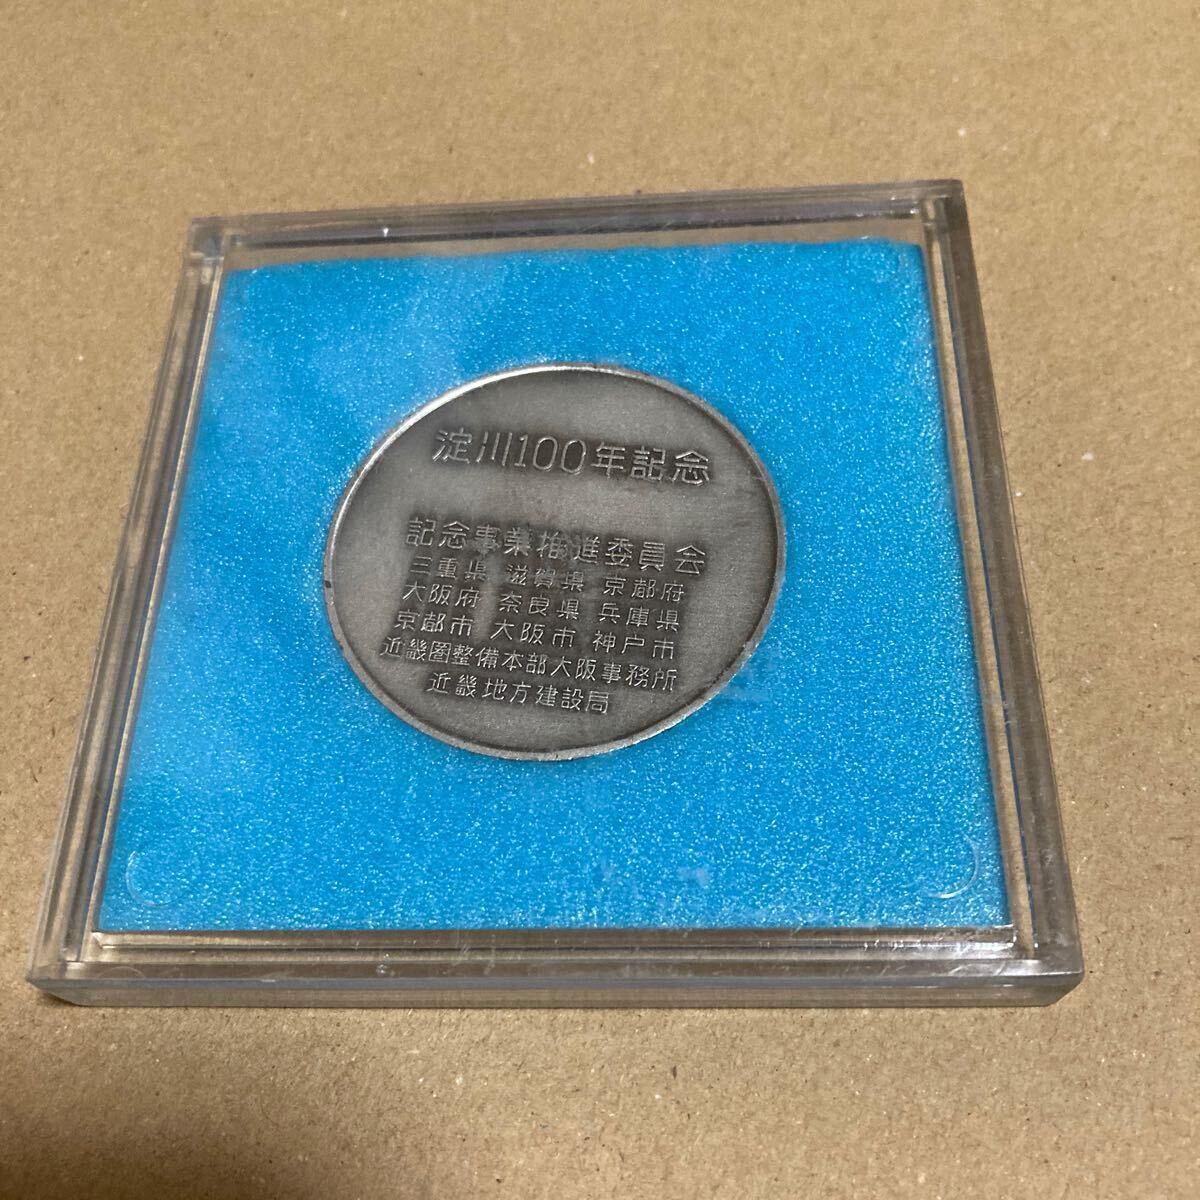 淀川100年記念
記念事業推進委員会
三重県 滋賀県 京都府
大阪府 奈良県 兵庫県
京都市 大阪市 神戸市
近畿圏整備本部大阪事務所
近畿地方建設局